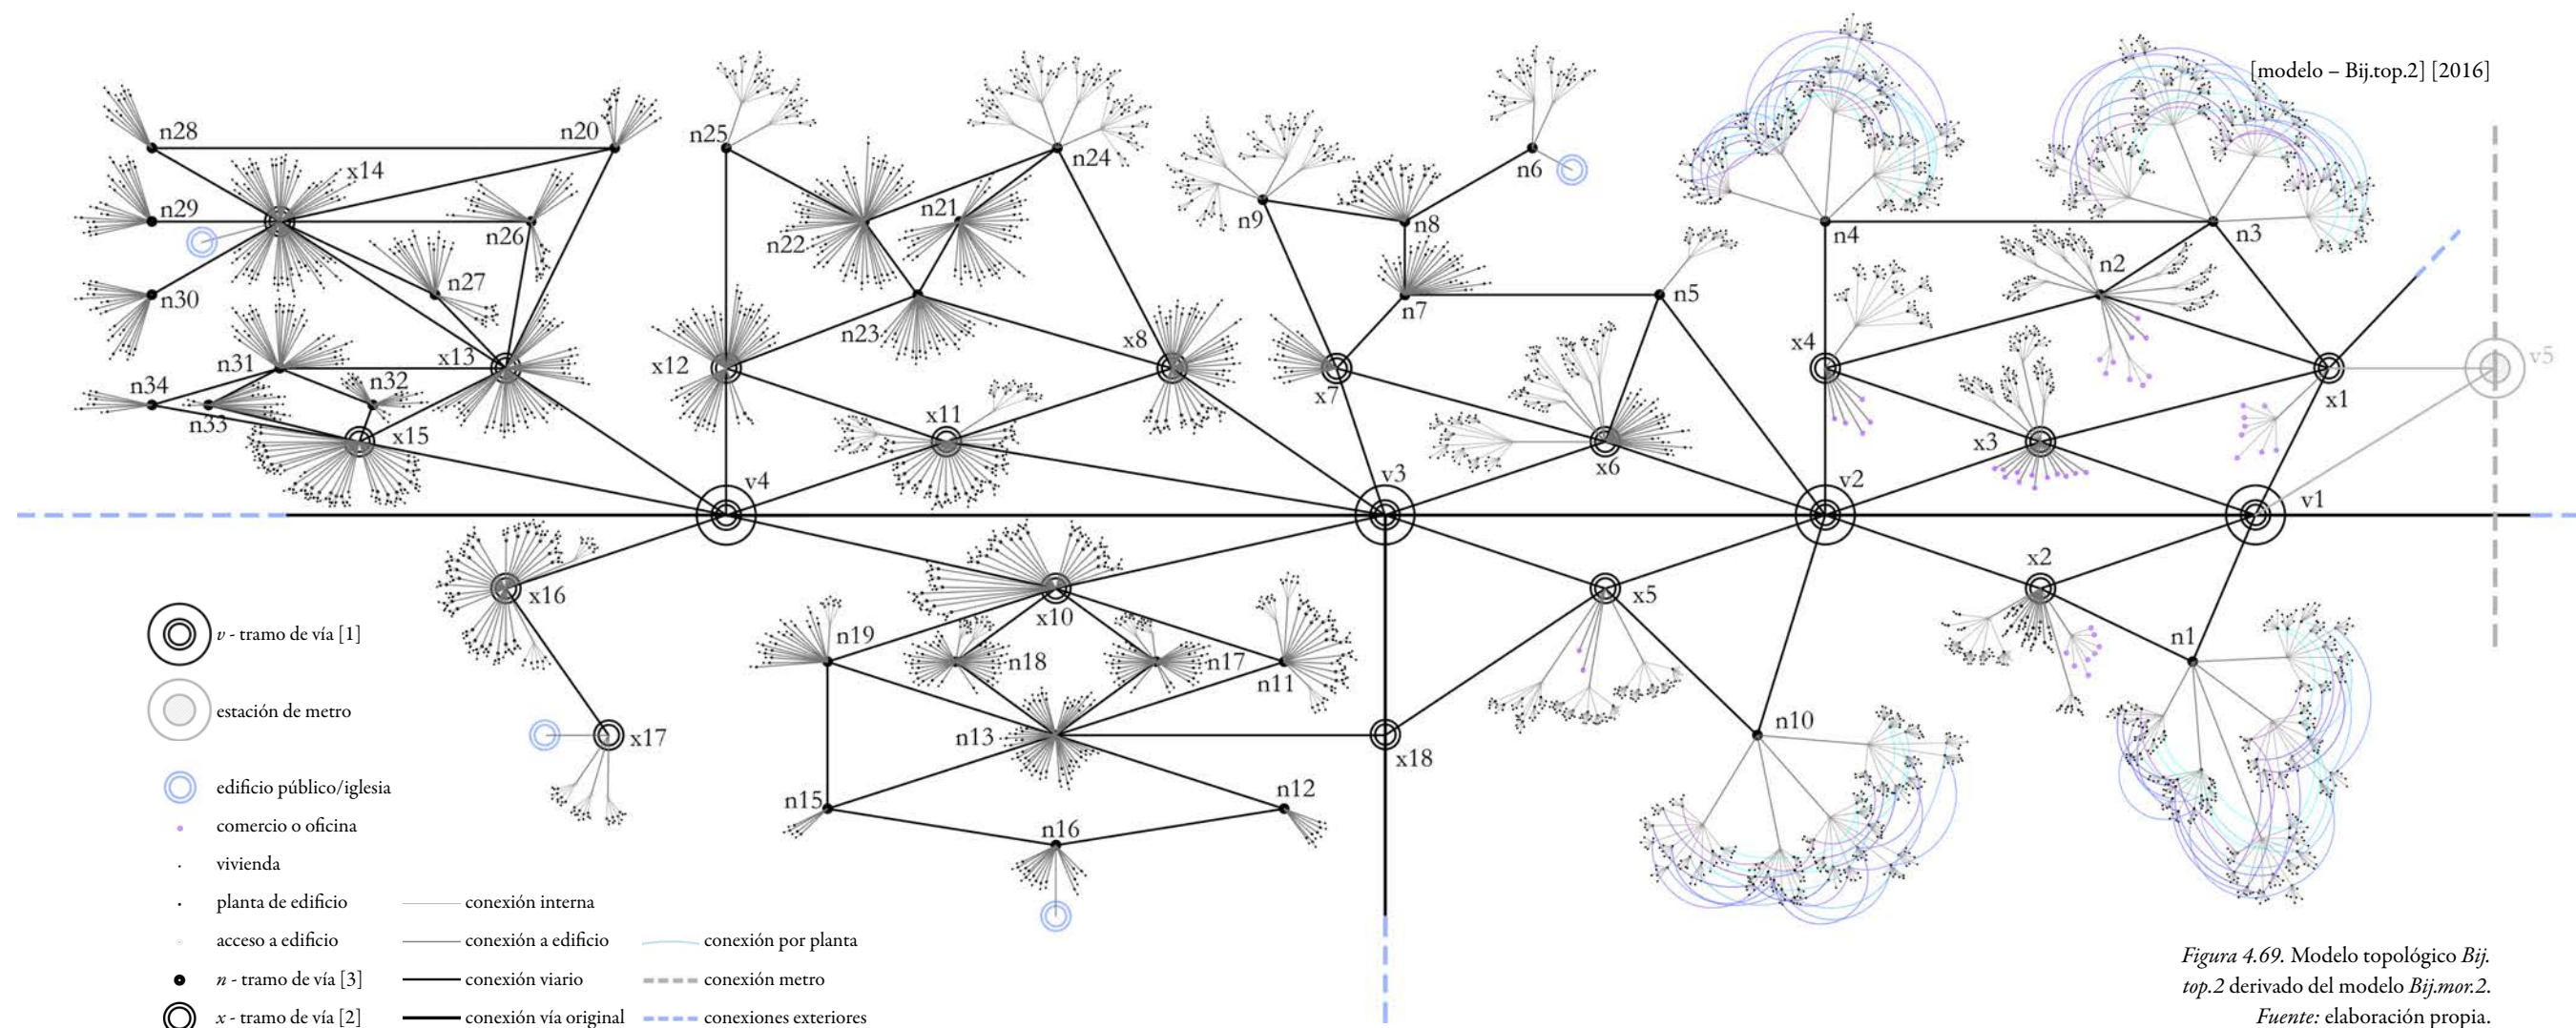 [modelo – Bij.top.2] [2016]
n28
n20
x14
n29
n26
n30
n27
n31
x13
n34
n32
n33
x15
n25
n24
n22
n21
n23
x12
x8
x11
n9
n8
n6
n7
n5
x7
x6
n4
n3
n2
x4
x3
x1
v5
v4
v3
v2
v1
x16
x17
x10
n19
n18
n17
n11
n13
n15
n12
n16
x18
x5
x2
n1
n10
v - tramo de vía [1]
estación de metro
edificio público/iglesia
comercio o oficina
vivienda
planta de edificio
acceso a edificio
n - tramo de vía [3]
x - tramo de vía [2]
conexión interna
conexión a edificio
conexión viario
conexión vía original
conexión por planta
conexión metro
conexiones exteriores
Figura 4.69. Modelo topológico Bij.
top.2 derivado del modelo Bij.mor.2.
Fuente: elaboración propia.